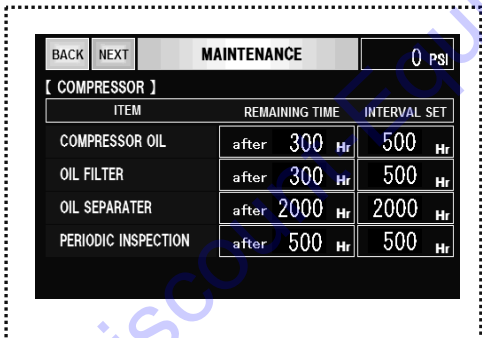 BACK NEXT MAINTENANCE 0 PSI
[ COMPRESSOR ]
ITEM REMAINING TIME INTERVAL SET
COMPRESSOR OIL after 300 Hr 500 Hr
OIL FILTER after 300 Hr 500 Hr
OIL SEPARATER after 2000 Hr 2000 Hr
PERIODIC INSPECTION after 500 Hr 500 Hr